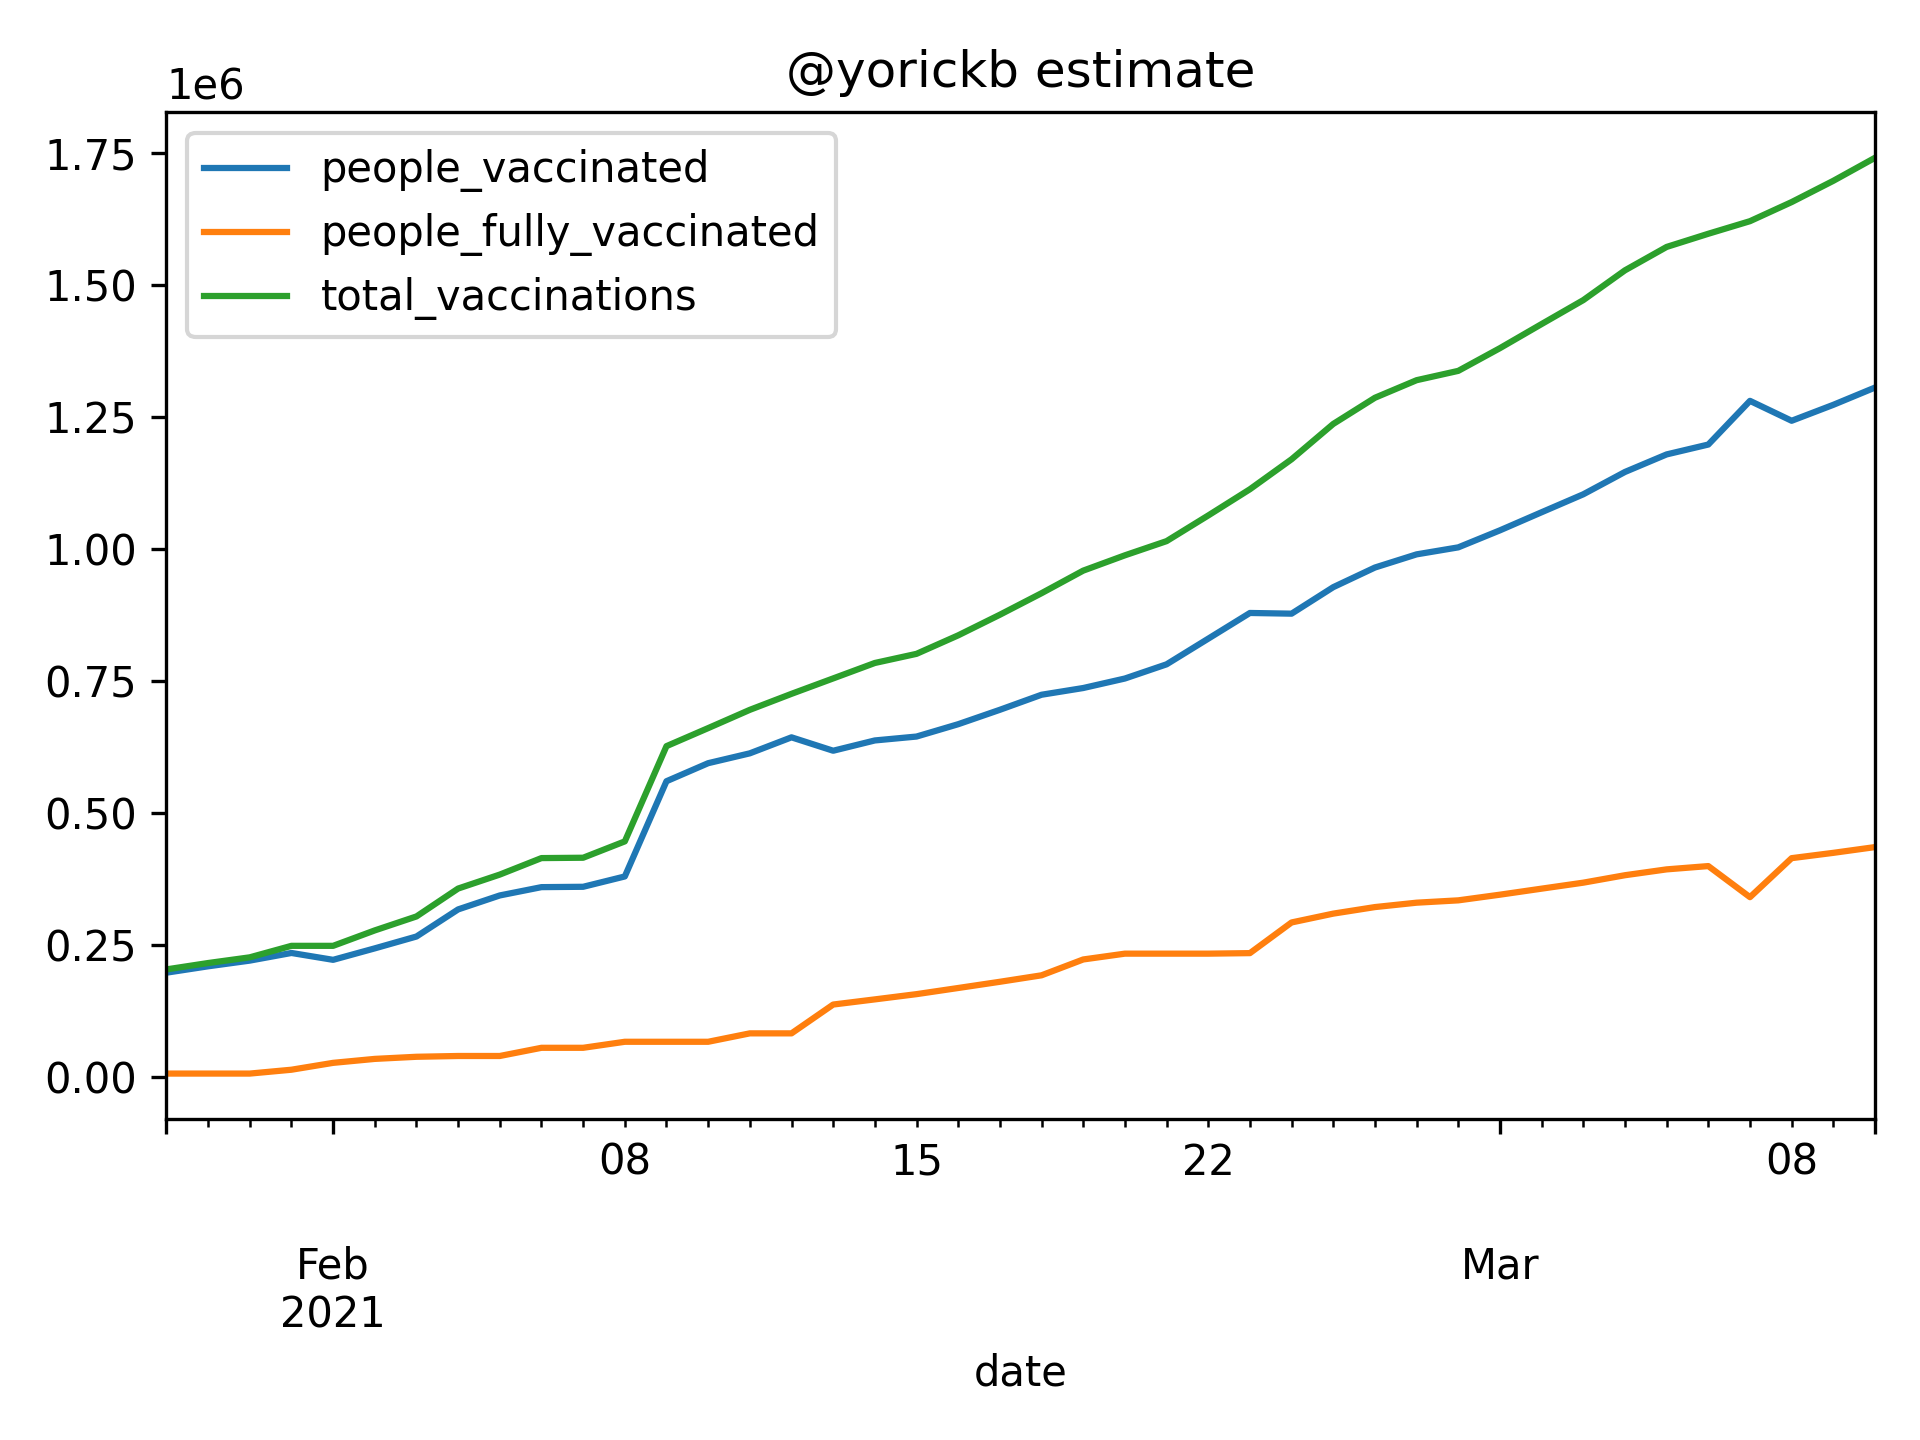 @yorickb estimate
1e6
people_vaccinated
people_fully_vaccinated
total_vaccinations
1.75
1.50
1.25
1.00
0.75
0.50
0.25
0.00
08 15 22 08
Feb Mar
2021
date